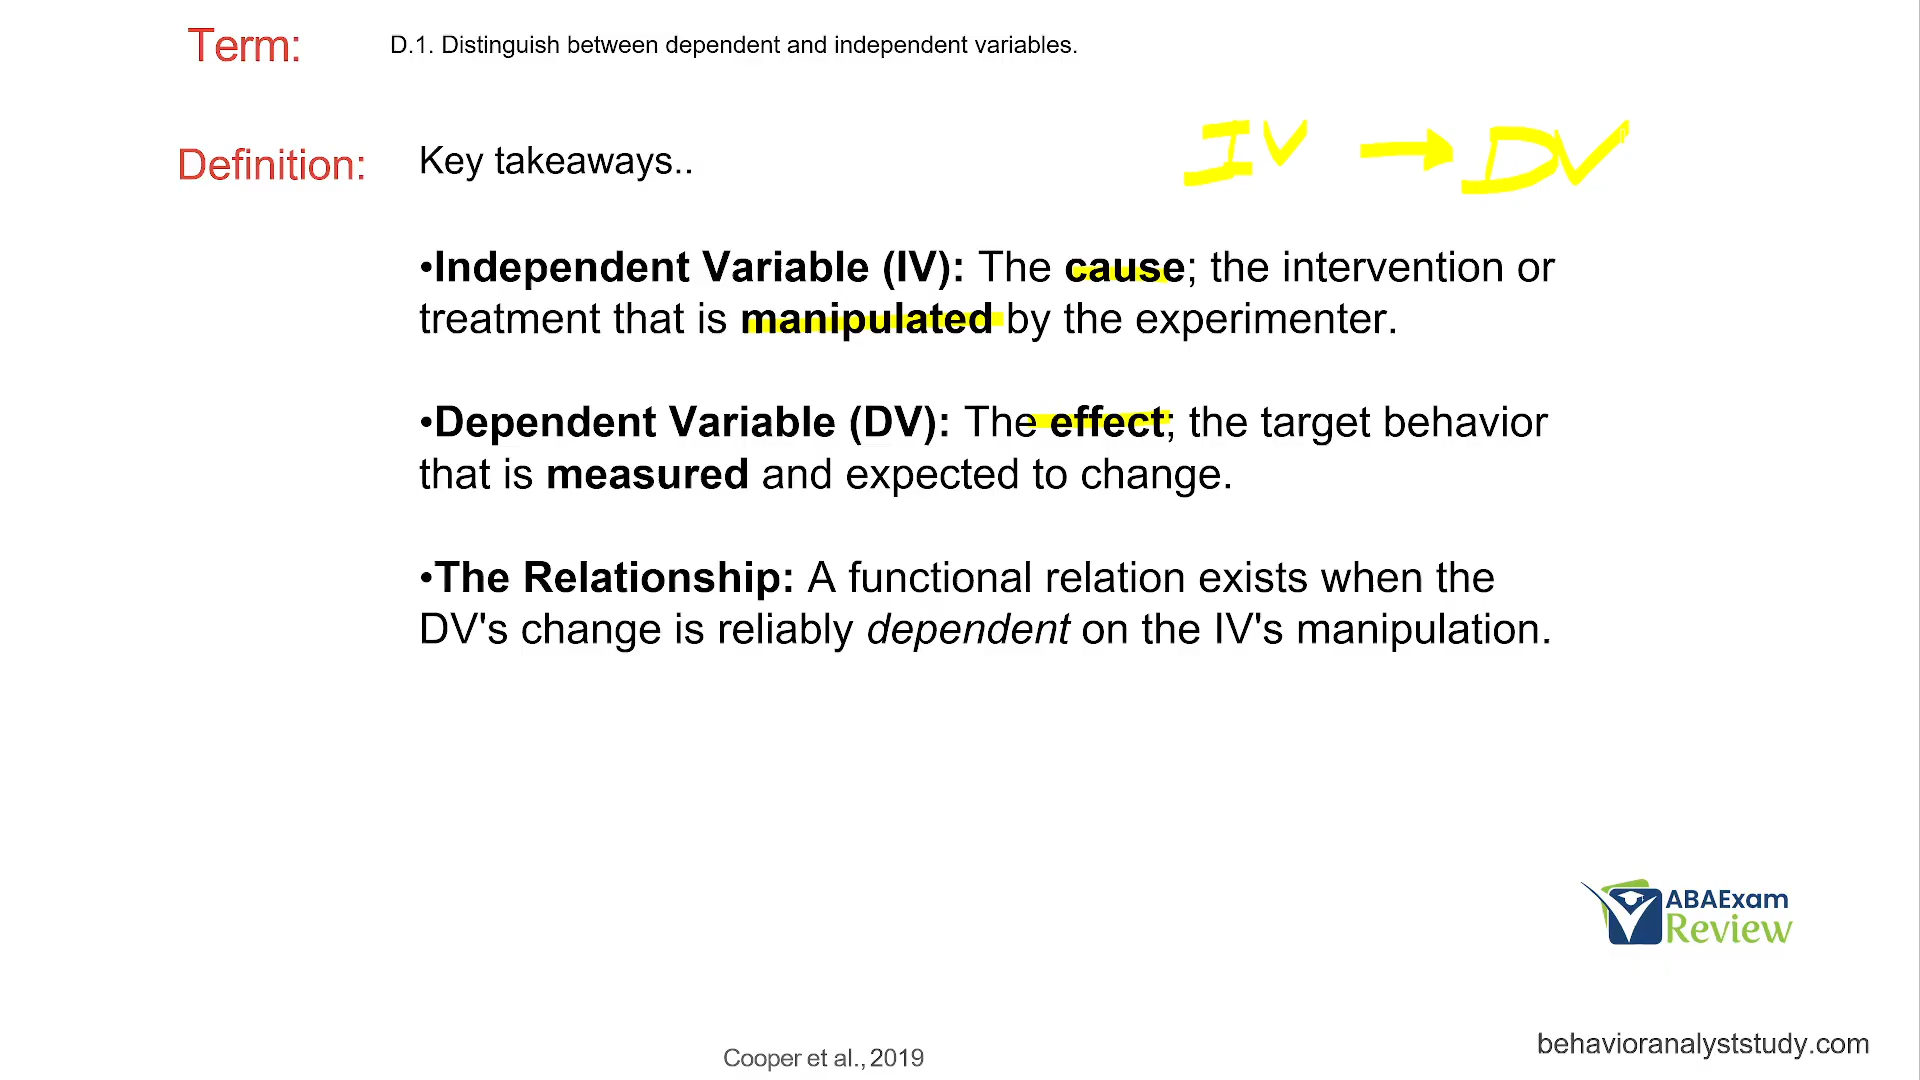 Term:
D.1. Distinguish between dependent and independent variables.
IV → DV
Definition:
Key takeaways..
•Independent Variable (IV): The cause; the intervention or
treatment that is manipulated by the experimenter.
•Dependent Variable (DV): The effect; the target behavior
that is measured and expected to change.
•The Relationship: A functional relation exists when the
DV's change is reliably dependent on the IV's manipulation.
ABAExam
Review
Cooper et al., 2019
behavioranalyststudy.com